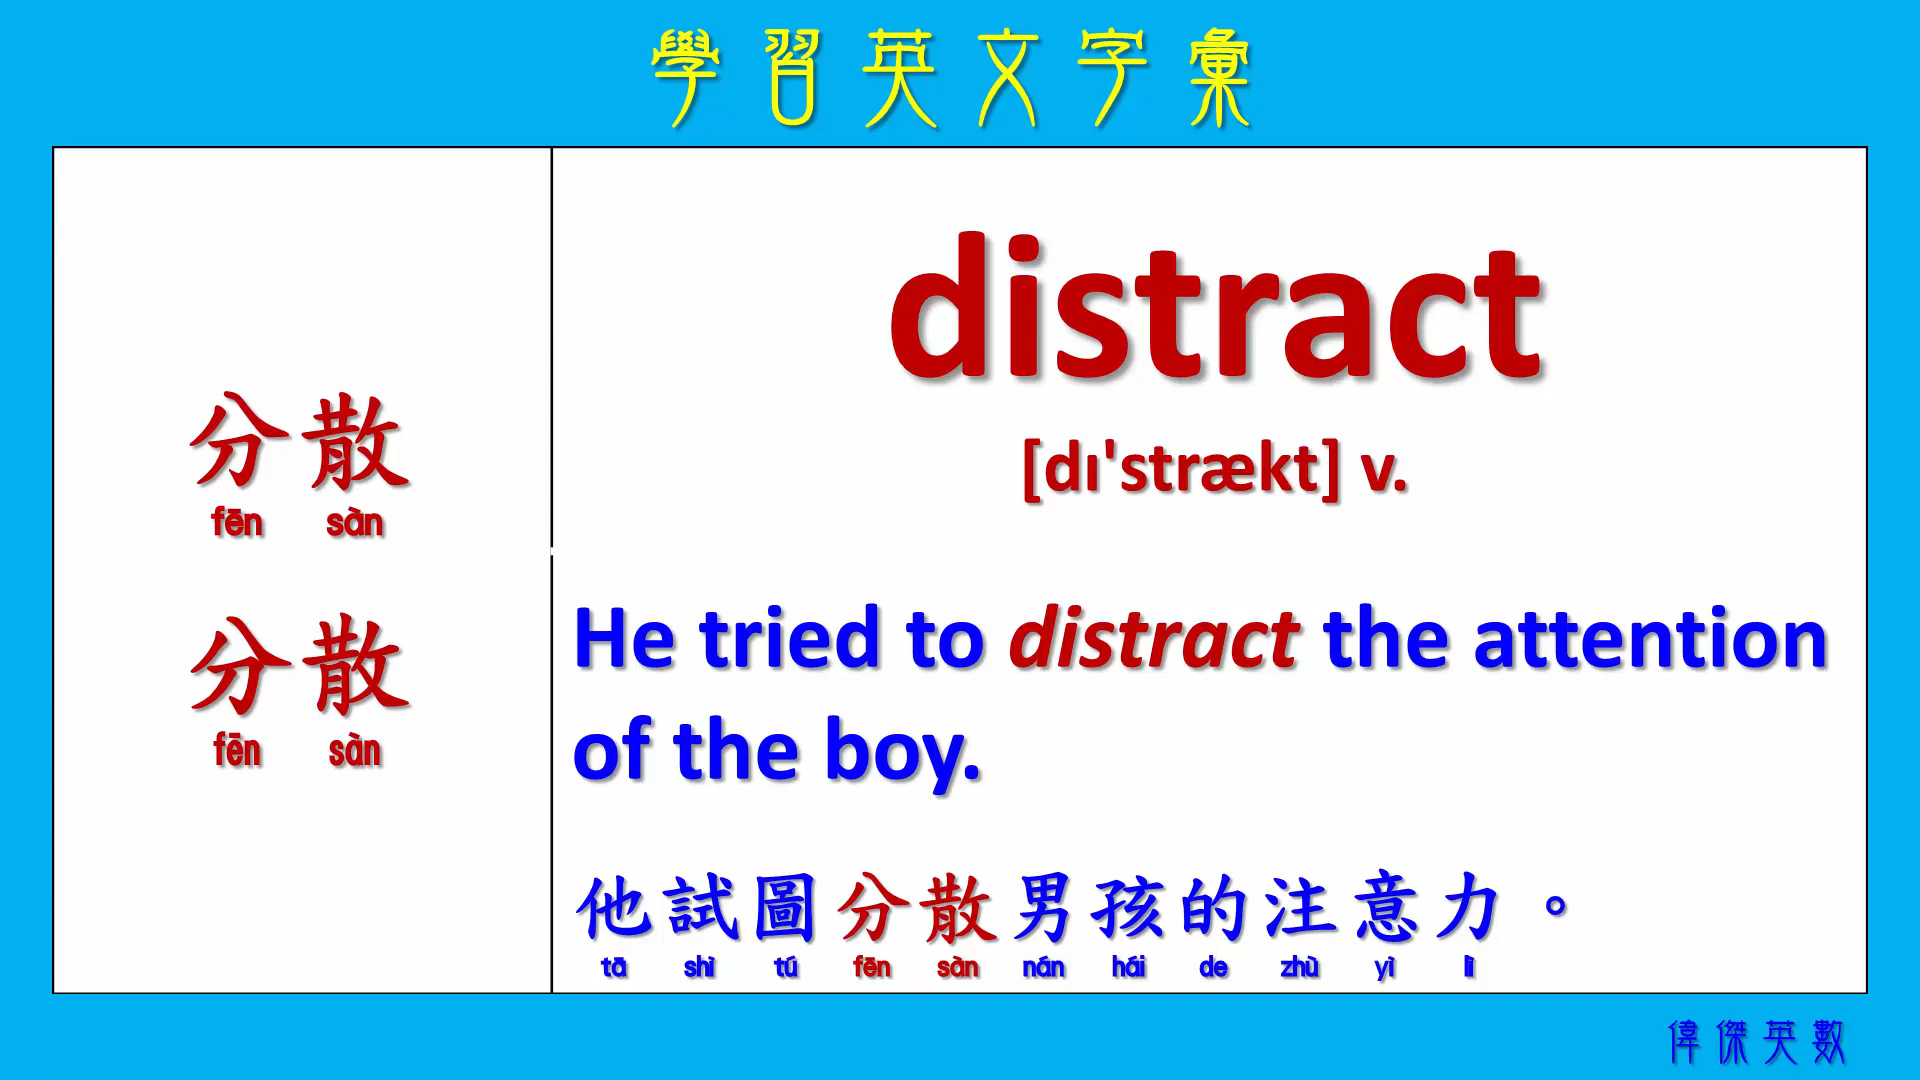 學習英文字彙
分散
fēn sàn
分散
fēn sàn
distract
[dɪ'strækt] v.
He tried to distract the attention
of the boy.
他試圖分散男孩的注意力。
tā shì tú fēn sàn nán hái de zhù yì lì
偉傑英數